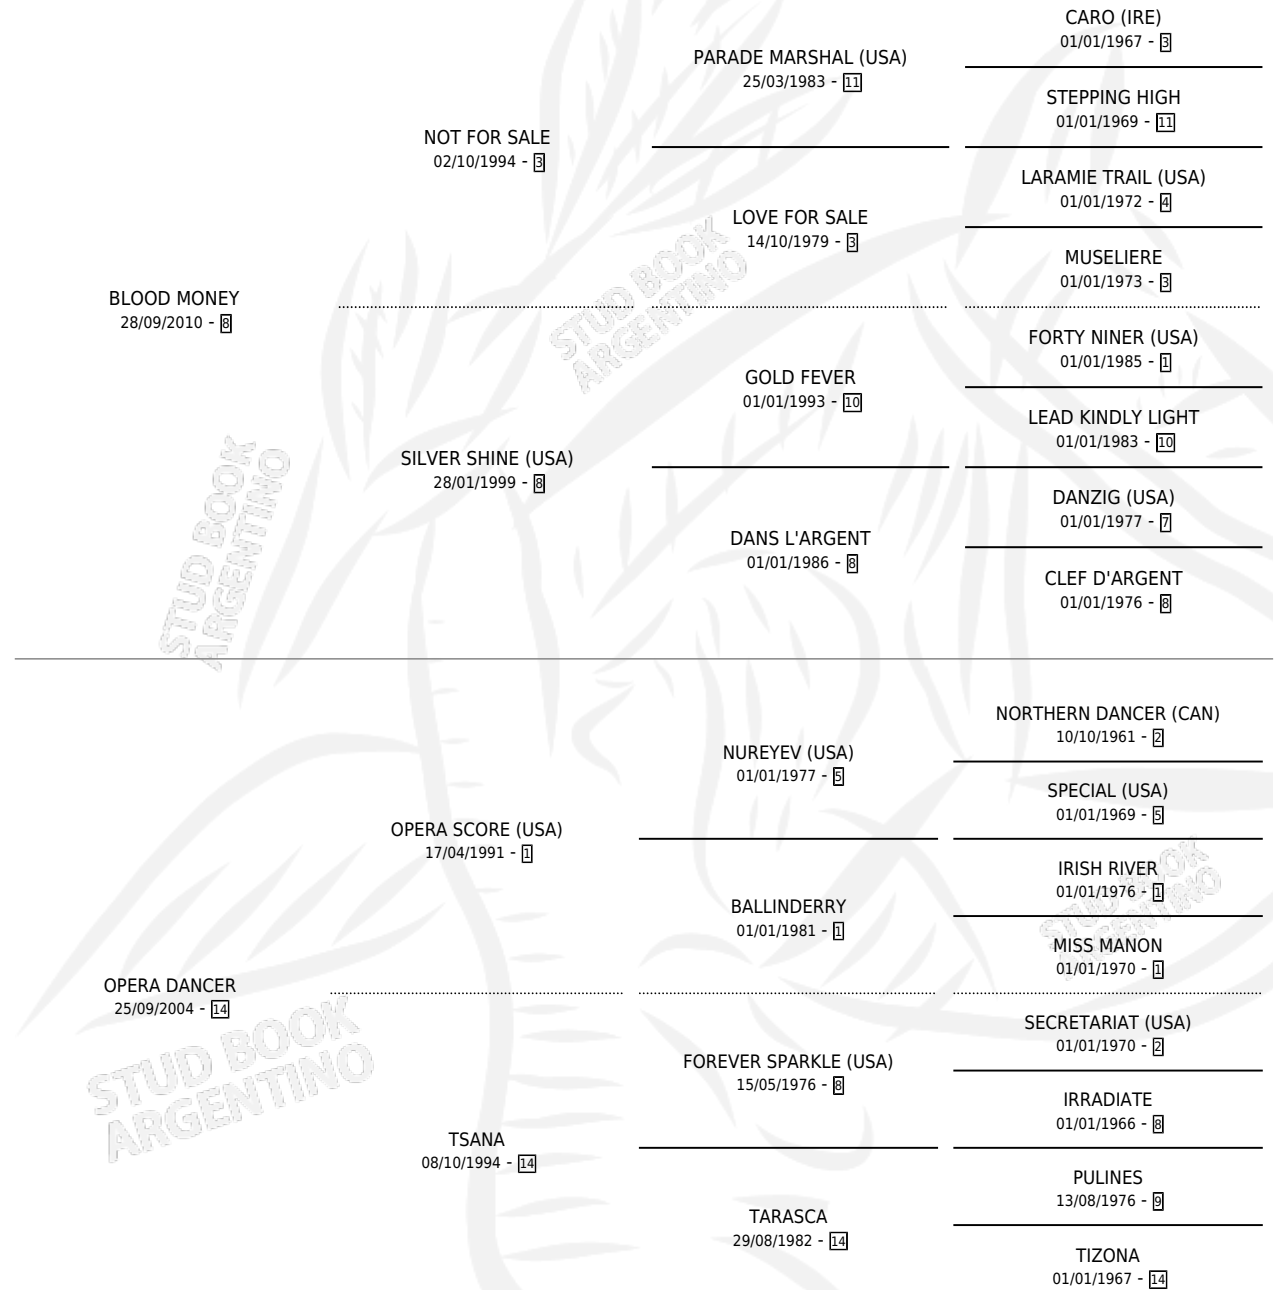 CARO (IRE)
01/01/1967 - 3
PARADE MARSHAL (USA)
25/03/1983 - 11
STEPPING HIGH
01/01/1969 - 11
NOT FOR SALE
02/10/1994 - 3
LARAMIE TRAIL (USA)
01/01/1972 - 4
LOVE FOR SALE
14/10/1979 - 3
MUSELIERE
01/01/1973 - 3
BLOOD MONEY
28/09/2010 - 8
FORTY NINER (USA)
01/01/1985 - 1
GOLD FEVER
01/01/1993 - 10
LEAD KINDLY LIGHT
01/01/1983 - 10
SILVER SHINE (USA)
28/01/1999 - 8
DANZIG (USA)
01/01/1977 - 7
DANS L'ARGENT
01/01/1986 - 8
CLEF D'ARGENT
01/01/1976 - 8
STUD BOOK
ARGENTINO
STUD BOOK
ARGENTINO
NORTHERN DANCER (CAN)
10/10/1961 - 2
NUREYEV (USA)
01/01/1977 - 5
SPECIAL (USA)
01/01/1969 - 5
OPERA SCORE (USA)
17/04/1991 - 1
IRISH RIVER
01/01/1976 - 1
BALLINDERRY
01/01/1981 - 1
MISS MANON
01/01/1970 - 1
OPERA DANCER
25/09/2004 - 14
SECRETARIAT (USA)
01/01/1970 - 2
FOREVER SPARKLE (USA)
15/05/1976 - 8
IRRADIATE
01/01/1966 - 8
TSANA
08/10/1994 - 14
PULINES
13/08/1976 - 9
TARASCA
29/08/1982 - 14
TIZONA
01/01/1967 - 14
STUD BOOK
ARGENTINO
STUD BOOK
ARGENTINO